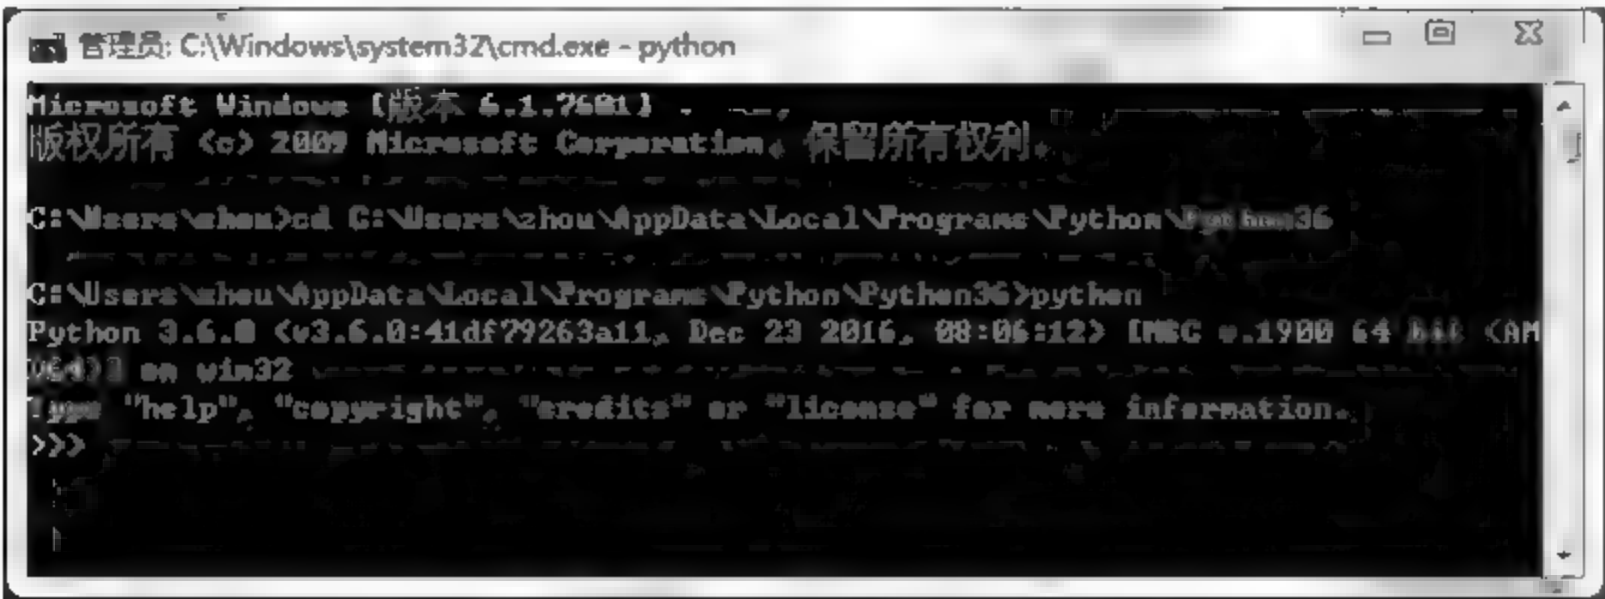 管理员: C:\Windows\system32\cmd.exe - python
Microsoft Windows [版本 6.1.7601]
版权所有 <c> 2009 Microsoft Corporation。保留所有权利。
C:\Users\zhou>cd C:\Users\zhou\AppData\Local\Programs\Python\Python36
C:\Users\zhou\AppData\Local\Programs\Python\Python36>python
Python 3.6.0 <v3.6.0:41df79263a11, Dec 23 2016, 08:06:12> [MSC v.1900 64 bit <AM
D64>] on win32
Type "help", "copyright", "credits" or "license" for more information.
>>>